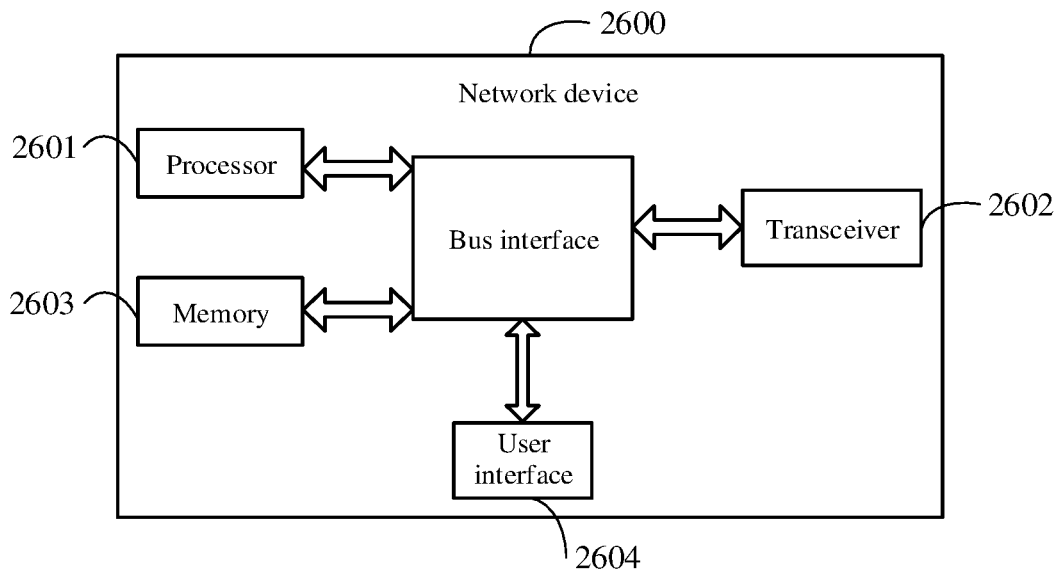 2600
Network device
2601
Processor
Bus interface
Transceiver
2602
2603
Memory
User
interface
2604